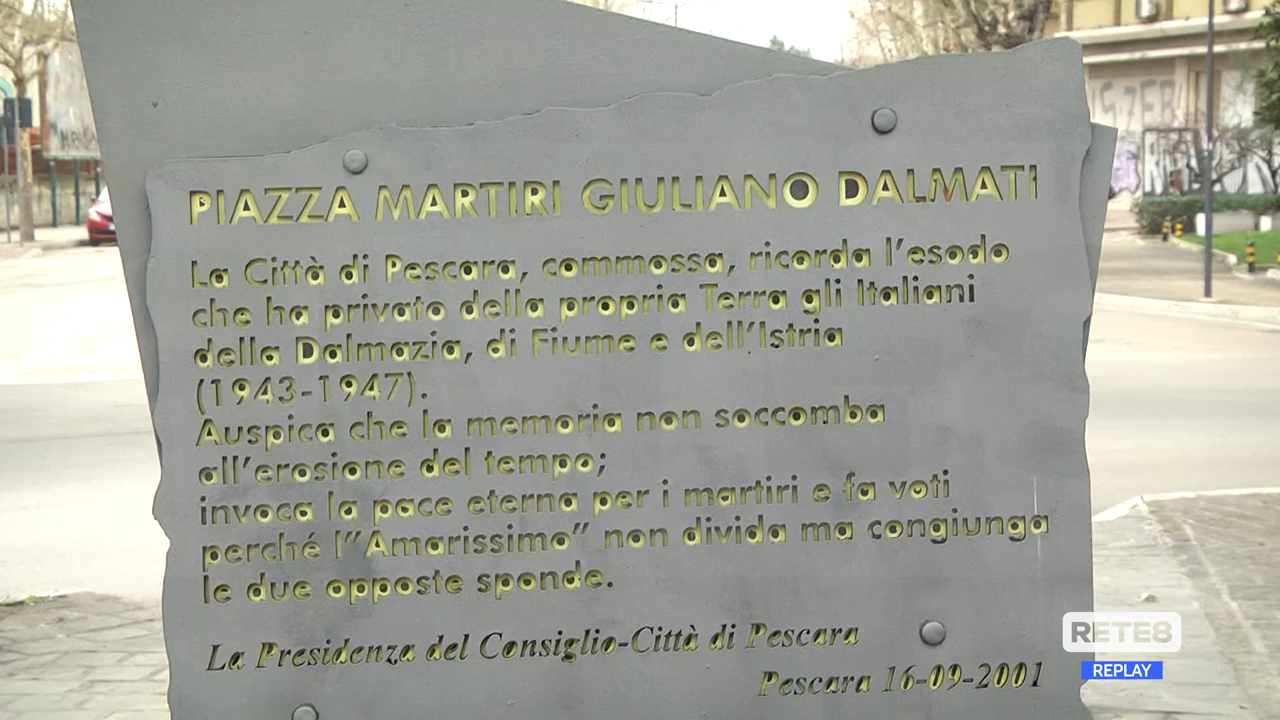 PIAZZA MARTIRI GIULIANO DALMATI
La Città di Pescara, commossa, ricorda l'esodo
che ha privato della propria Terra gli Italiani
della Dalmazia, di Fiume e dell'Istria
(1943-1947).
Auspica che la memoria non soccomba
all'erosione del tempo;
invoca la pace eterna per i martiri e fa voti
perché l'"Amarissimo" non divida ma congiunga
le due opposte sponde.
La Presidenza del Consiglio-Città di Pescara
Pescara 16-09-2001
RETE8
REPLAY